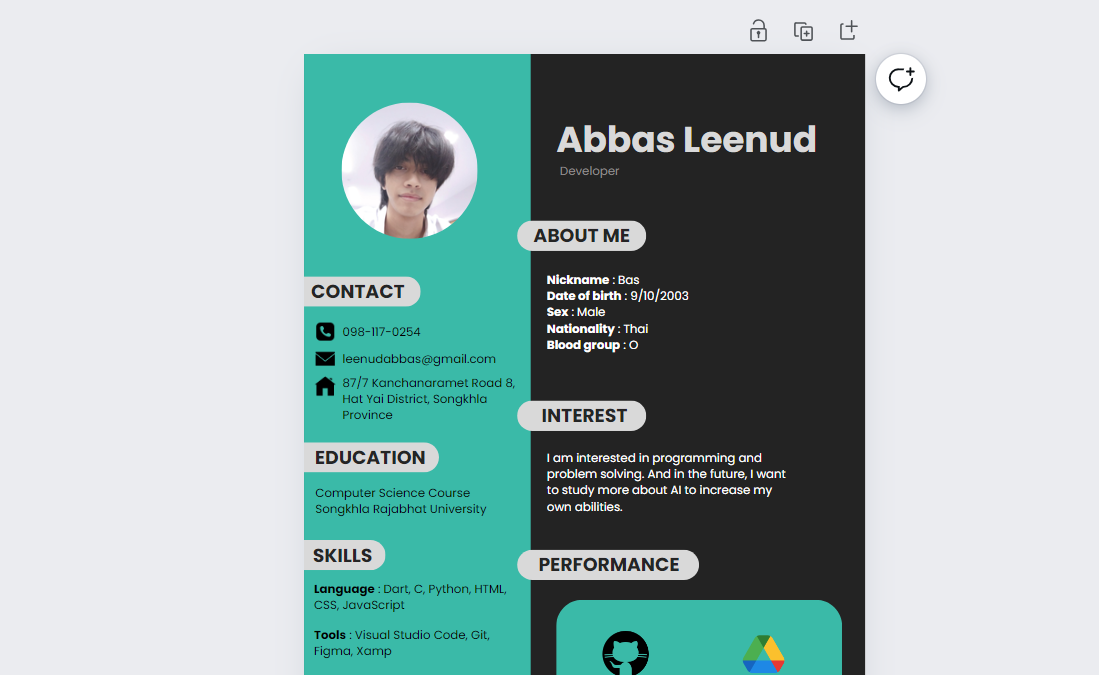 Abbas Leenud
Developer
CONTACT
098-117-0254
leenudabbas@gmail.com
87/7 Kanchanaramet Road 8,
Hat Yai District, Songkhla
Province
EDUCATION
Computer Science Course
Songkhla Rajabhat University
SKILLS
Language : Dart, C, Python, HTML,
CSS, JavaScript
Tools : Visual Studio Code, Git,
Figma, Xamp
ABOUT ME
Nickname : Bas
Date of birth : 9/10/2003
Sex : Male
Nationality : Thai
Blood group : O
INTEREST
I am interested in programming and
problem solving. And in the future, I want
to study more about AI to increase my
own abilities.
PERFORMANCE